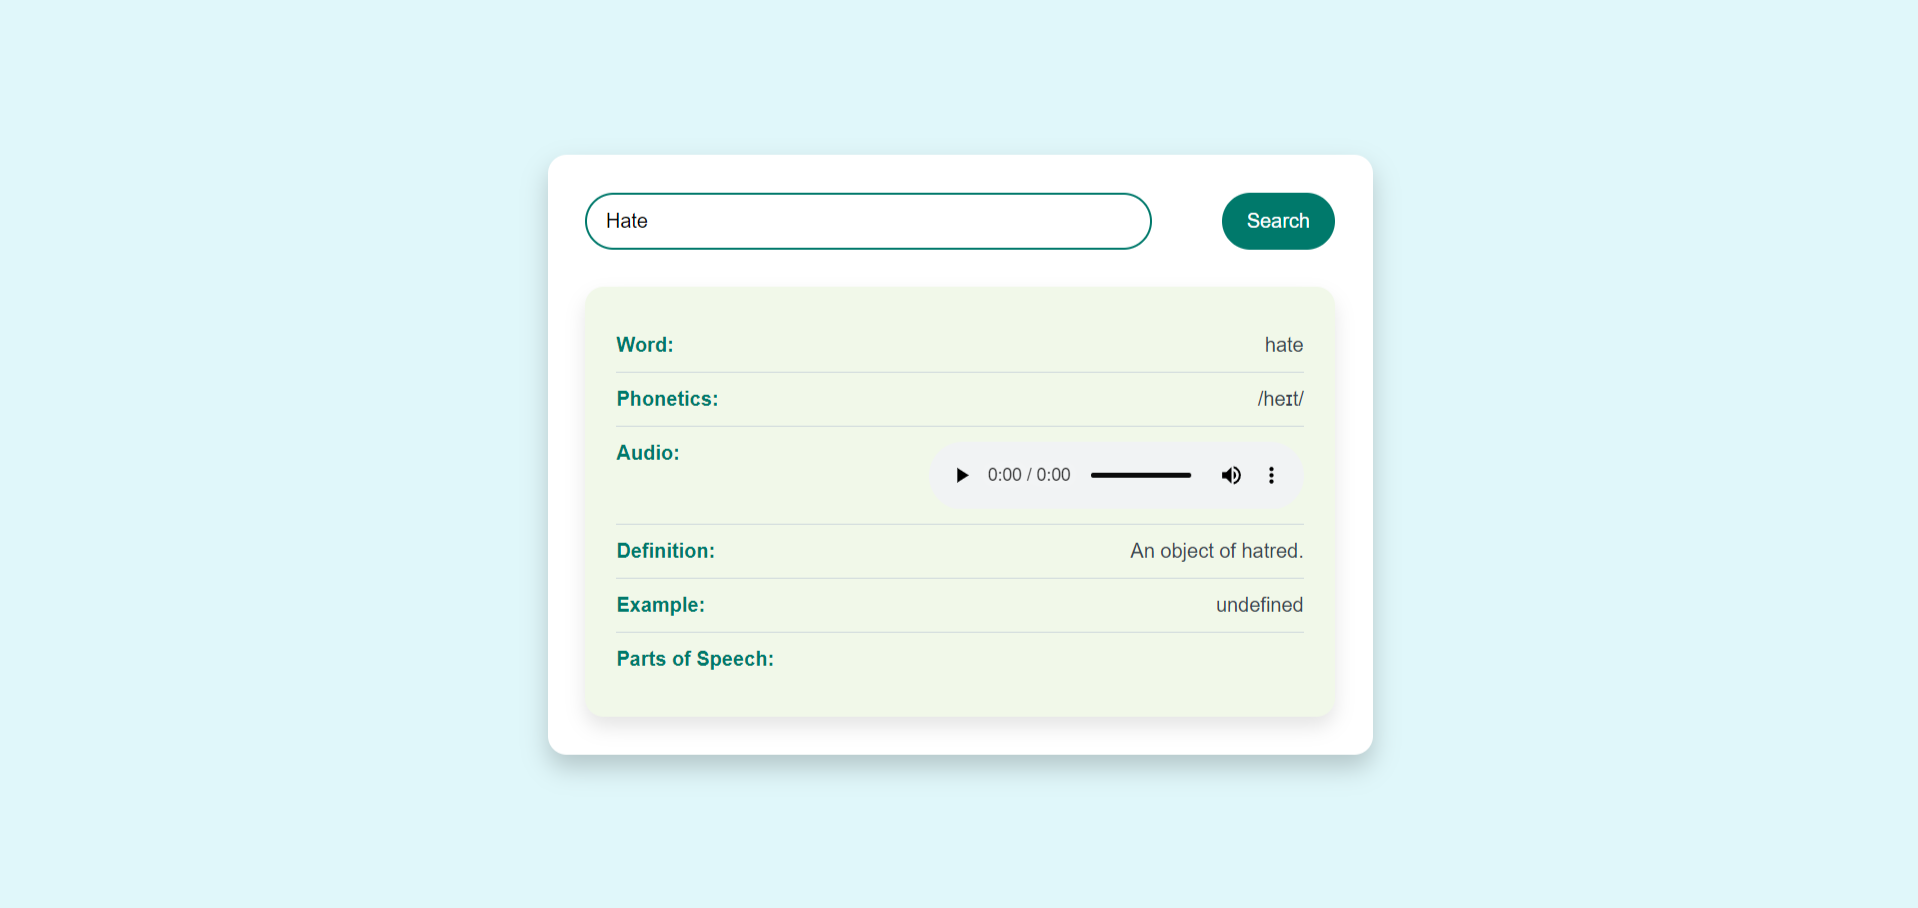 Hate
Search
Word: hate
Phonetics: /heɪt/
Audio: 0:00 / 0:00
Definition: An object of hatred.
Example: undefined
Parts of Speech: